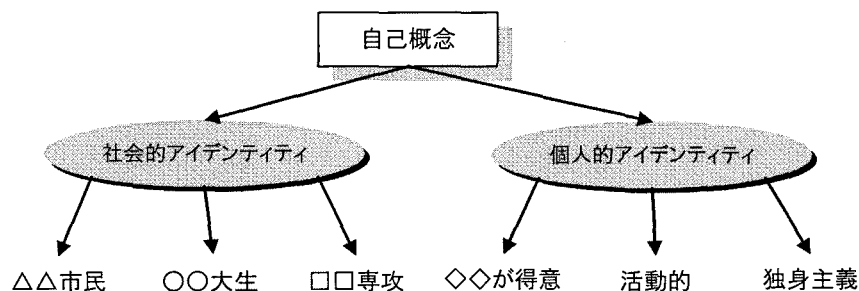 自己概念
社会的アイデンティティ
個人的アイデンティティ
△△市民
○○大生
□□専攻
◇◇が得意
活動的
独身主義